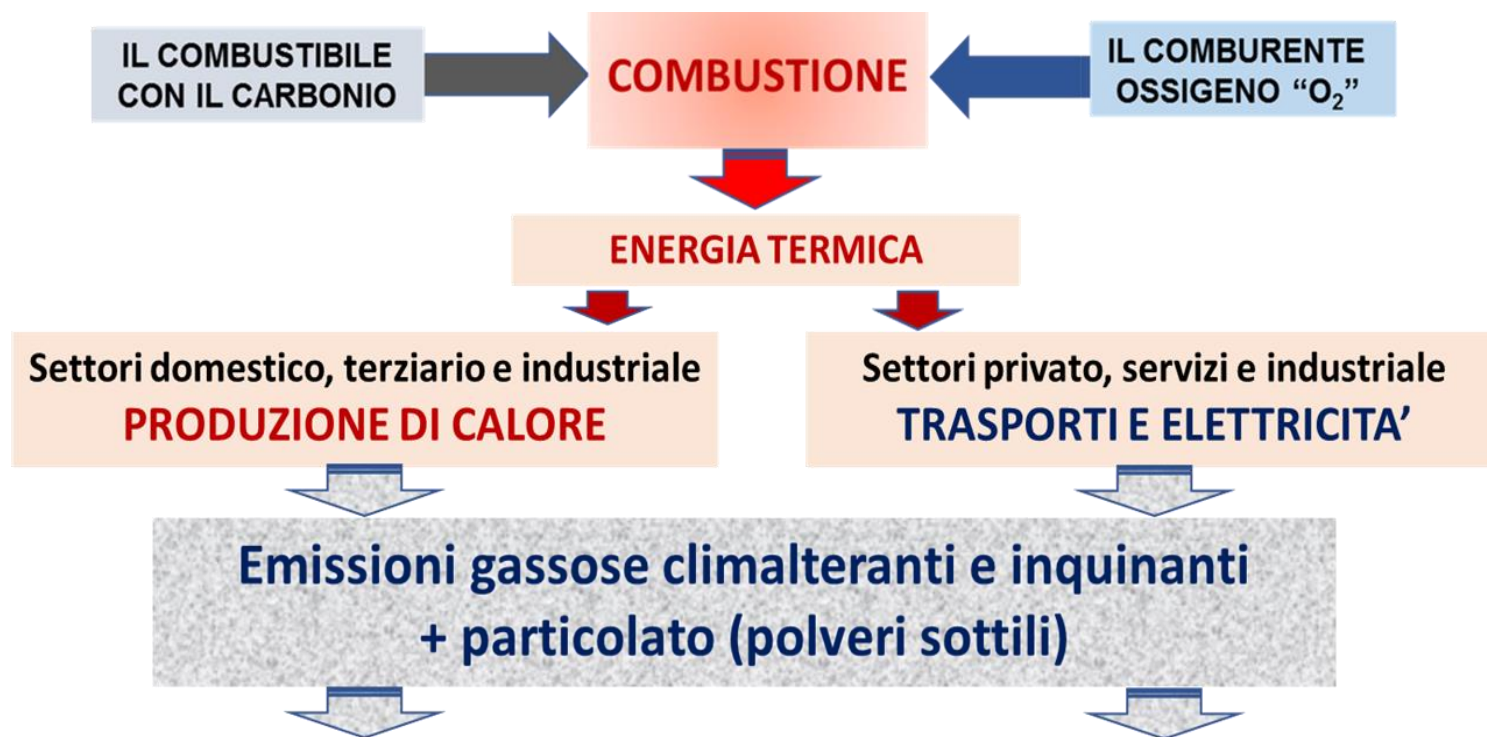 IL COMBUSTIBILE
CON IL CARBONIO
COMBUSTIONE
IL COMBURENTE
OSSIGENO “O₂”
ENERGIA TERMICA
Settori domestico, terziario e industriale
PRODUZIONE DI CALORE
Settori privato, servizi e industriale
TRASPORTI E ELETTRICITA’
Emissioni gassose climalteranti e inquinanti
+ particolato (polveri sottili)